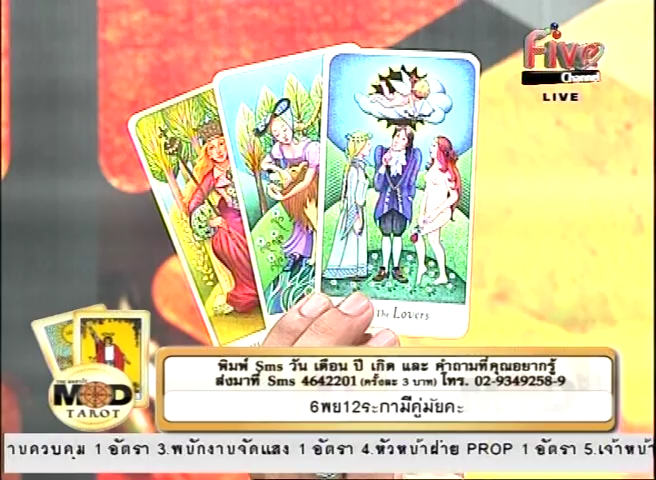 Five
Channel
LIVE
The Lovers
พิมพ์ Sms วัน เดือน ปี เกิด และ คำถามที่คุณอยากรู้
ส่งมาที่ Sms 4642201 (ครั้งละ 3 บาท) โทร. 02-9349258-9
MOD
TAROT
6พย12ระกามีคู่มัยคะ
านควบคุม 1 อัตรา 3.พนักงานจัดแสง 1 อัตรา 4.หัวหน้าฝ่าย PROP 1 อัตรา 5.เจ้าหน้า